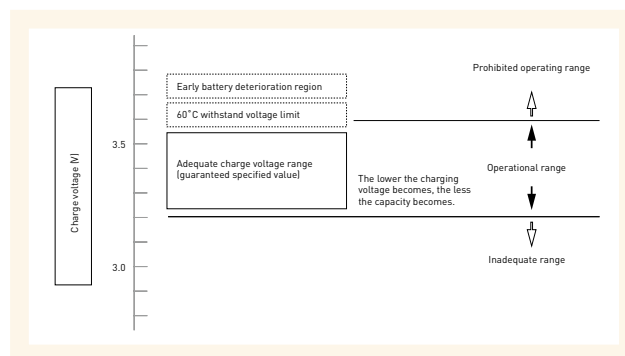 Charge voltage (V)
3.5
3.0
Early battery deterioration region
60˚C withstand voltage limit
Adequate charge voltage range
(guaranteed specified value)
The lower the charging
voltage becomes, the less
the capacity becomes.
Prohibited operating range
Operational range
Inadequate range